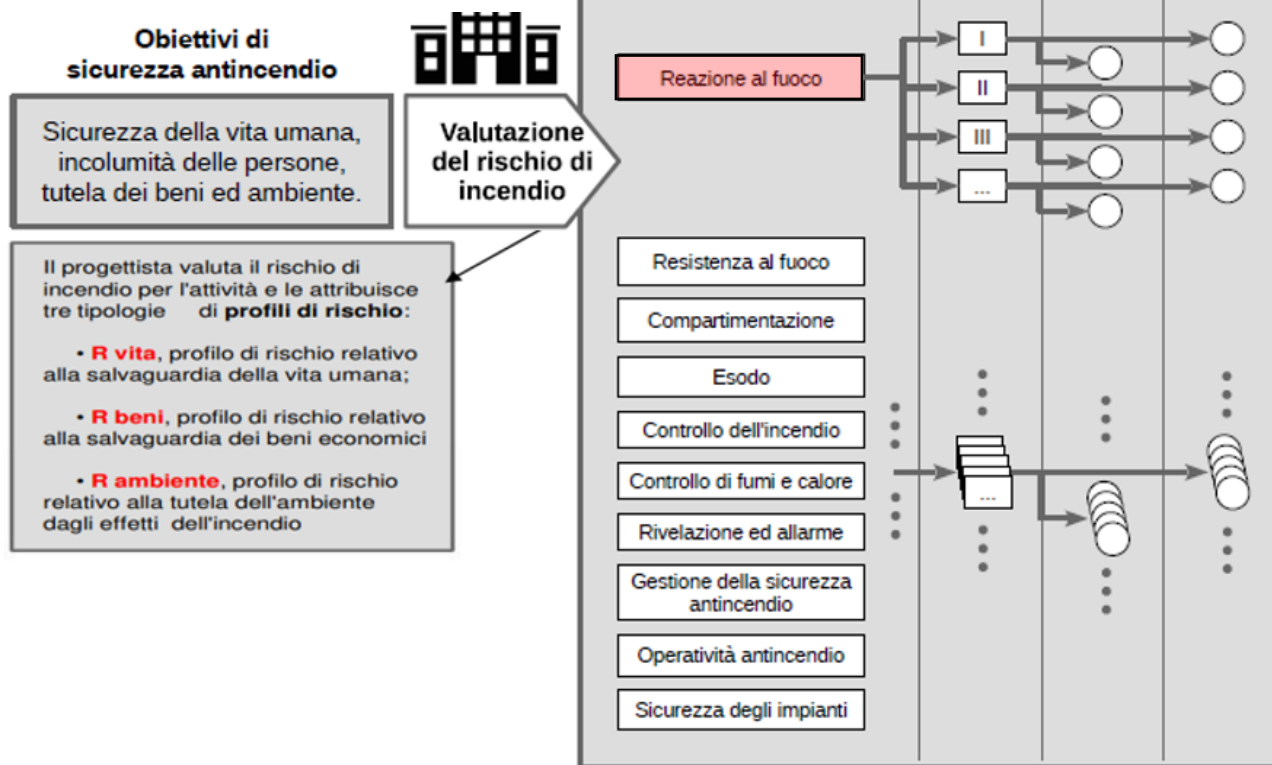 Obiettivi di
sicurezza antincendio
Sicurezza della vita umana,
incolumità delle persone,
tutela dei beni ed ambiente.
Valutazione
del rischio di
incendio
Il progettista valuta il rischio di
incendio per l'attività e le attribuisce
tre tipologie di profili di rischio:
• R vita, profilo di rischio relativo
alla salvaguardia della vita umana;
• R beni, profilo di rischio relativo
alla salvaguardia dei beni economici
• R ambiente, profilo di rischio
relativo alla tutela dell'ambiente
dagli effetti dell'incendio
Reazione al fuoco
I
II
III
...
Resistenza al fuoco
Compartimentazione
Esodo
Controllo dell'incendio
Controllo di fumi e calore
...
Rivelazione ed allarme
Gestione della sicurezza
antincendio
Operatività antincendio
Sicurezza degli impianti